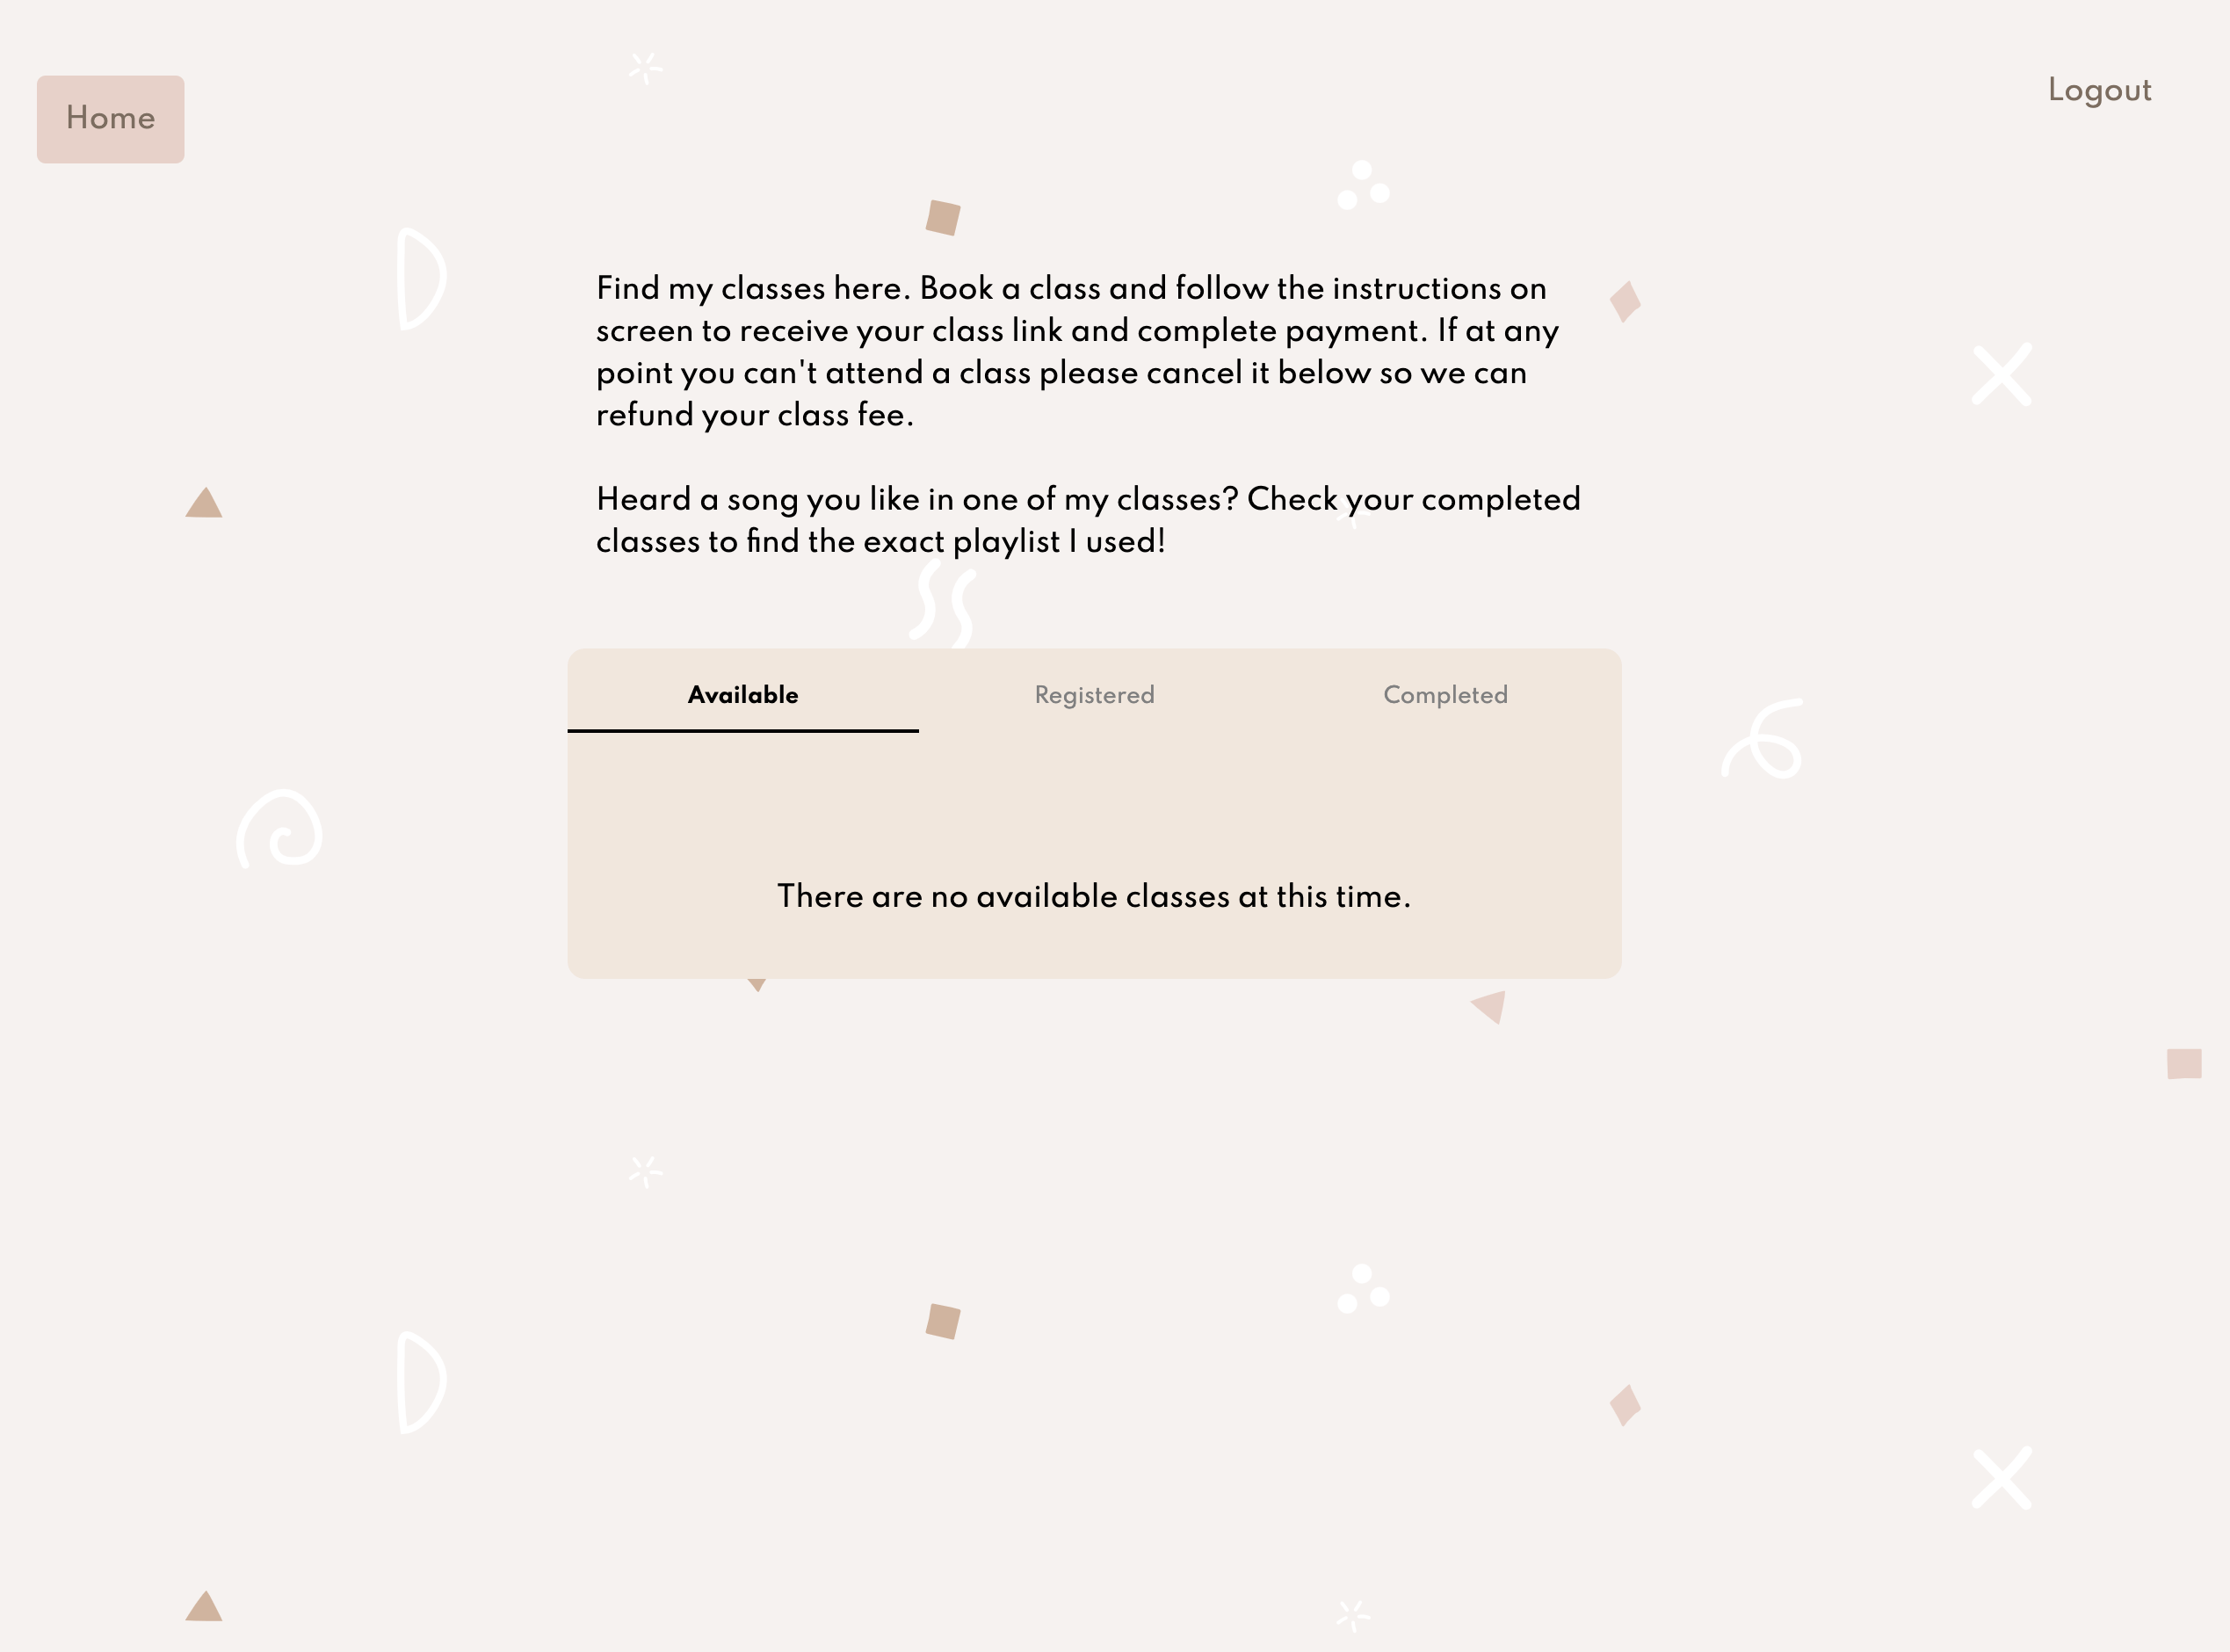 Home
Logout
Find my classes here. Book a class and follow the instructions on
screen to receive your class link and complete payment. If at any
point you can't attend a class please cancel it below so we can
refund your class fee.
Heard a song you like in one of my classes? Check your completed
classes to find the exact playlist I used!
Available
Registered
Completed
There are no available classes at this time.